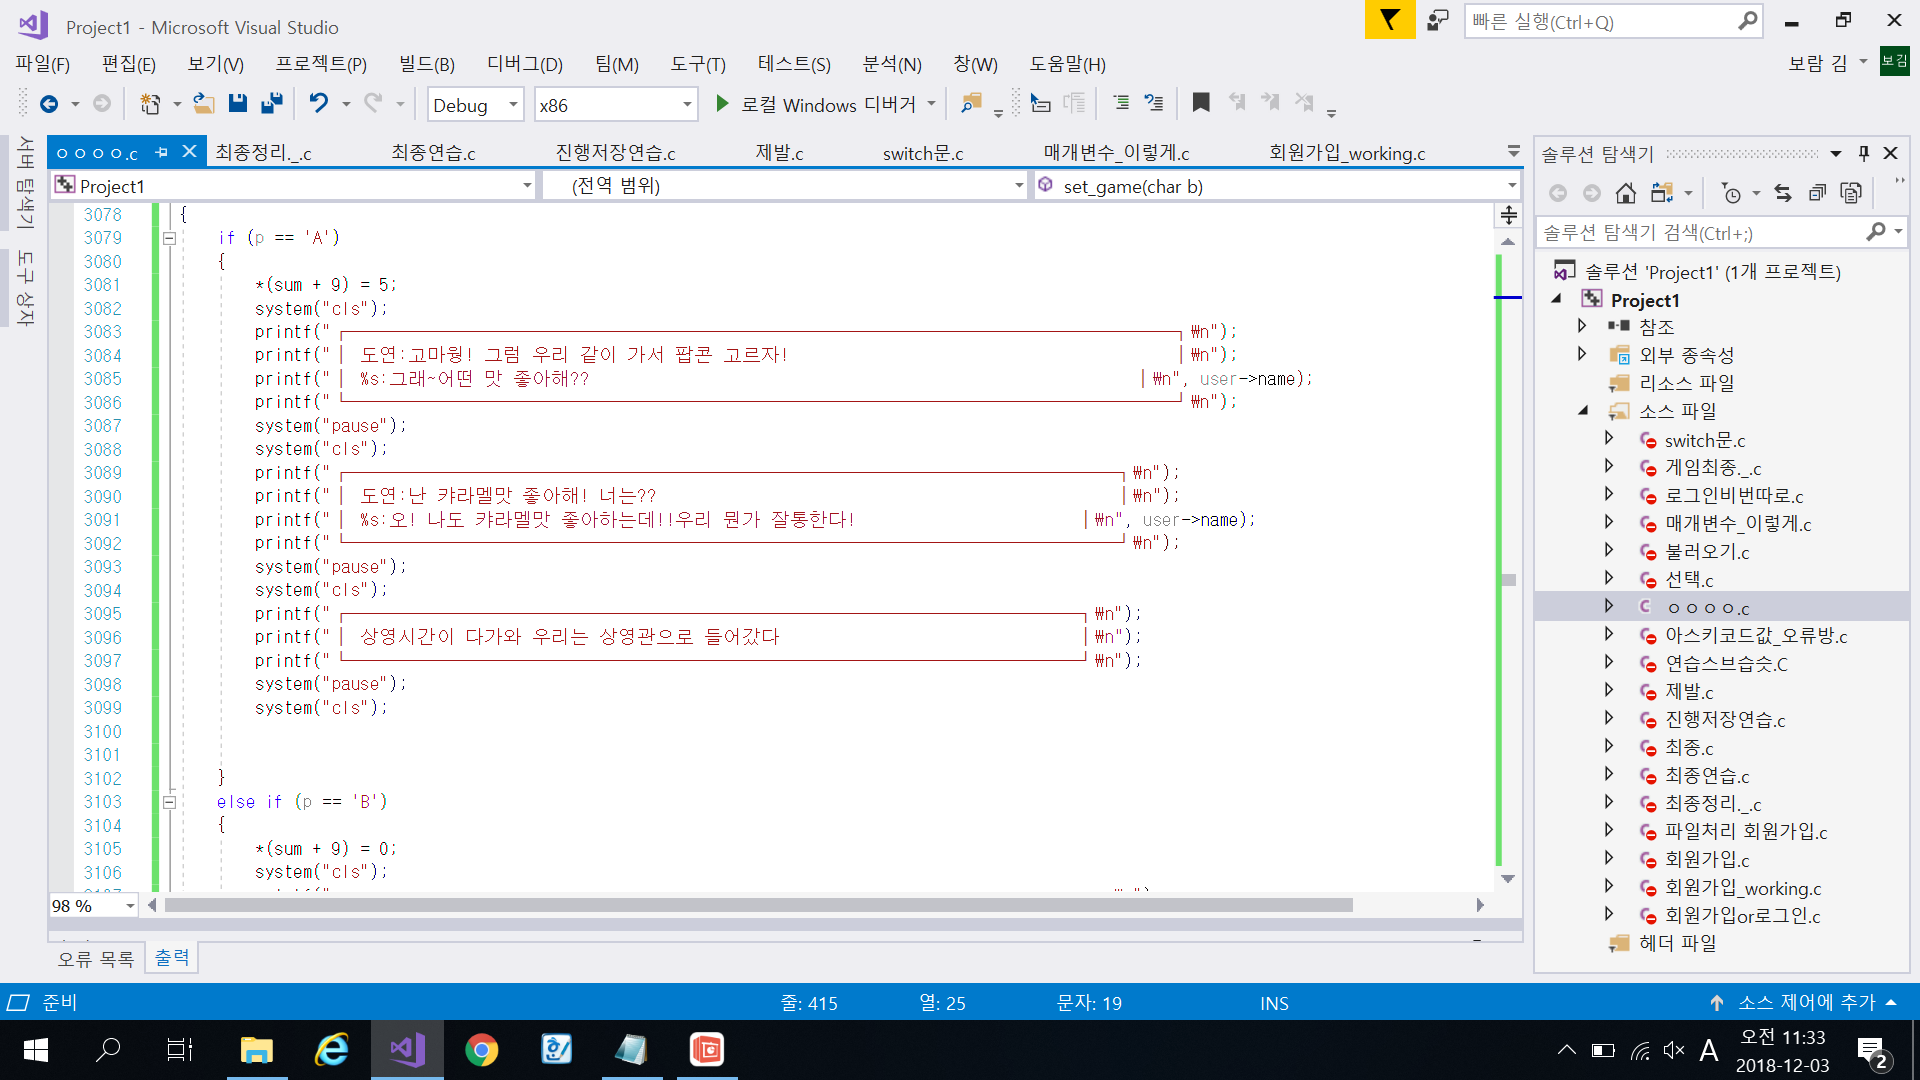 Project1 - Microsoft Visual Studio
빠른 실행(Ctrl+Q)
파일(F) 편집(E) 보기(V) 프로젝트(P) 빌드(B) 디버그(D) 팀(M) 도구(T) 테스트(S) 분석(N) 창(W) 도움말(H)
보람 김
보김
Debug x86 로컬 Windows 디버거
서버 탐색기
도구 상자
ㅇㅇㅇㅇ.c 최종정리._.c 최종연습.c 진행저장연습.c 제발.c switch문.c 매개변수_이렇게.c 회원가입_working.c
Project1 (전역 범위) set_game(char b)
3078 {
3079 if (p == 'A')
3080 {
3081 *(sum + 9) = 5;
3082 system("cls");
3083 printf("┌─────────────────────┐₩n");
3084 printf("│ 도연:고마웡! 그럼 우리 같이 가서 팝콘 고르자! │₩n");
3085 printf("│ %s:그래~어떤 맛 좋아해?? │₩n", user->name);
3086 printf("└─────────────────────┘₩n");
3087 system("pause");
3088 system("cls");
3089 printf("┌────────────────────┐₩n");
3090 printf("│ 도연:난 캬라멜맛 좋아해! 너는?? │₩n");
3091 printf("│ %s:오! 나도 캬라멜맛 좋아하는데!!우리 뭔가 잘통한다! │₩n", user->name);
3092 printf("└────────────────────┘₩n");
3093 system("pause");
3094 system("cls");
3095 printf("┌───────────────────┐₩n");
3096 printf("│ 상영시간이 다가와 우리는 상영관으로 들어갔다 │₩n");
3097 printf("└───────────────────┘₩n");
3098 system("pause");
3099 system("cls");
3100
3101
3102 }
3103 else if (p == 'B')
3104 {
3105 *(sum + 9) = 0;
3106 system("cls");
98 %
오류 목록 출력
솔루션 탐색기
솔루션 탐색기 검색(Ctrl+;)
솔루션 'Project1' (1개 프로젝트)
Project1
참조
외부 종속성
리소스 파일
소스 파일
switch문.c
게임최종._.c
로그인비번따로.c
매개변수_이렇게.c
불러오기.c
선택.c
ㅇㅇㅇㅇ.c
아스키코드값_오류방.c
연습스브습슷.C
제발.c
진행저장연습.c
최종.c
최종연습.c
최종정리._.c
파일처리 회원가입.c
회원가입.c
회원가입_working.c
회원가입or로그인.c
헤더 파일
준비 줄: 415 열: 25 문자: 19 INS 소스 제어에 추가
A
오전 11:33
2018-12-03
2